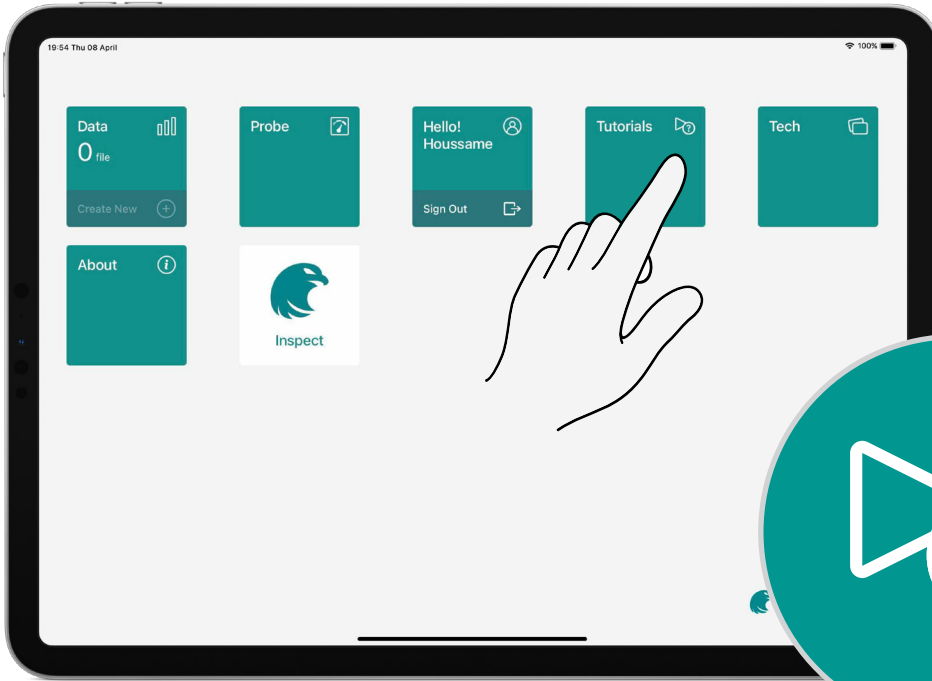 19:54 Thu 08 April
100%
Data
0 file
Create New
Probe
Hello!
Houssame
Sign Out
Tutorials
Tech
About
Inspect